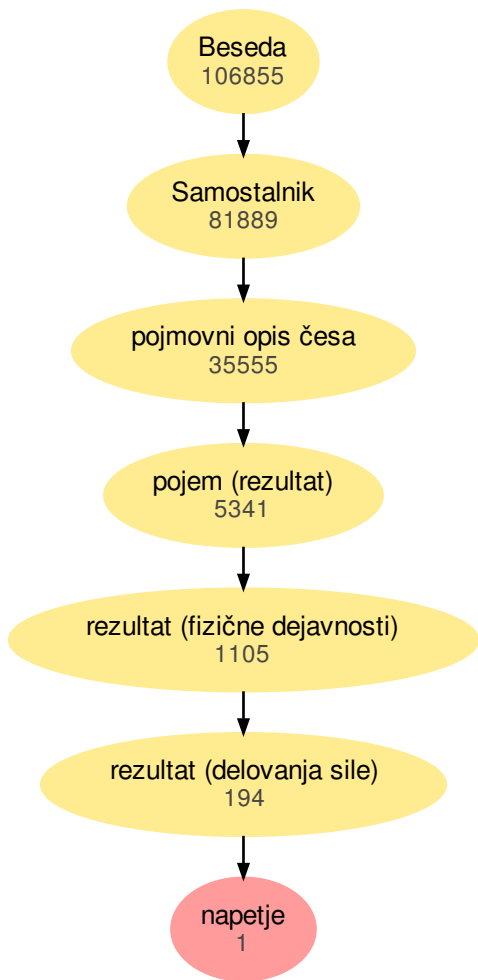 Beseda
106855
Samostalnik
81889
pojmovni opis česa
35555
pojem (rezultat)
5341
rezultat (fizične dejavnosti)
1105
rezultat (delovanja sile)
194
napetje
1